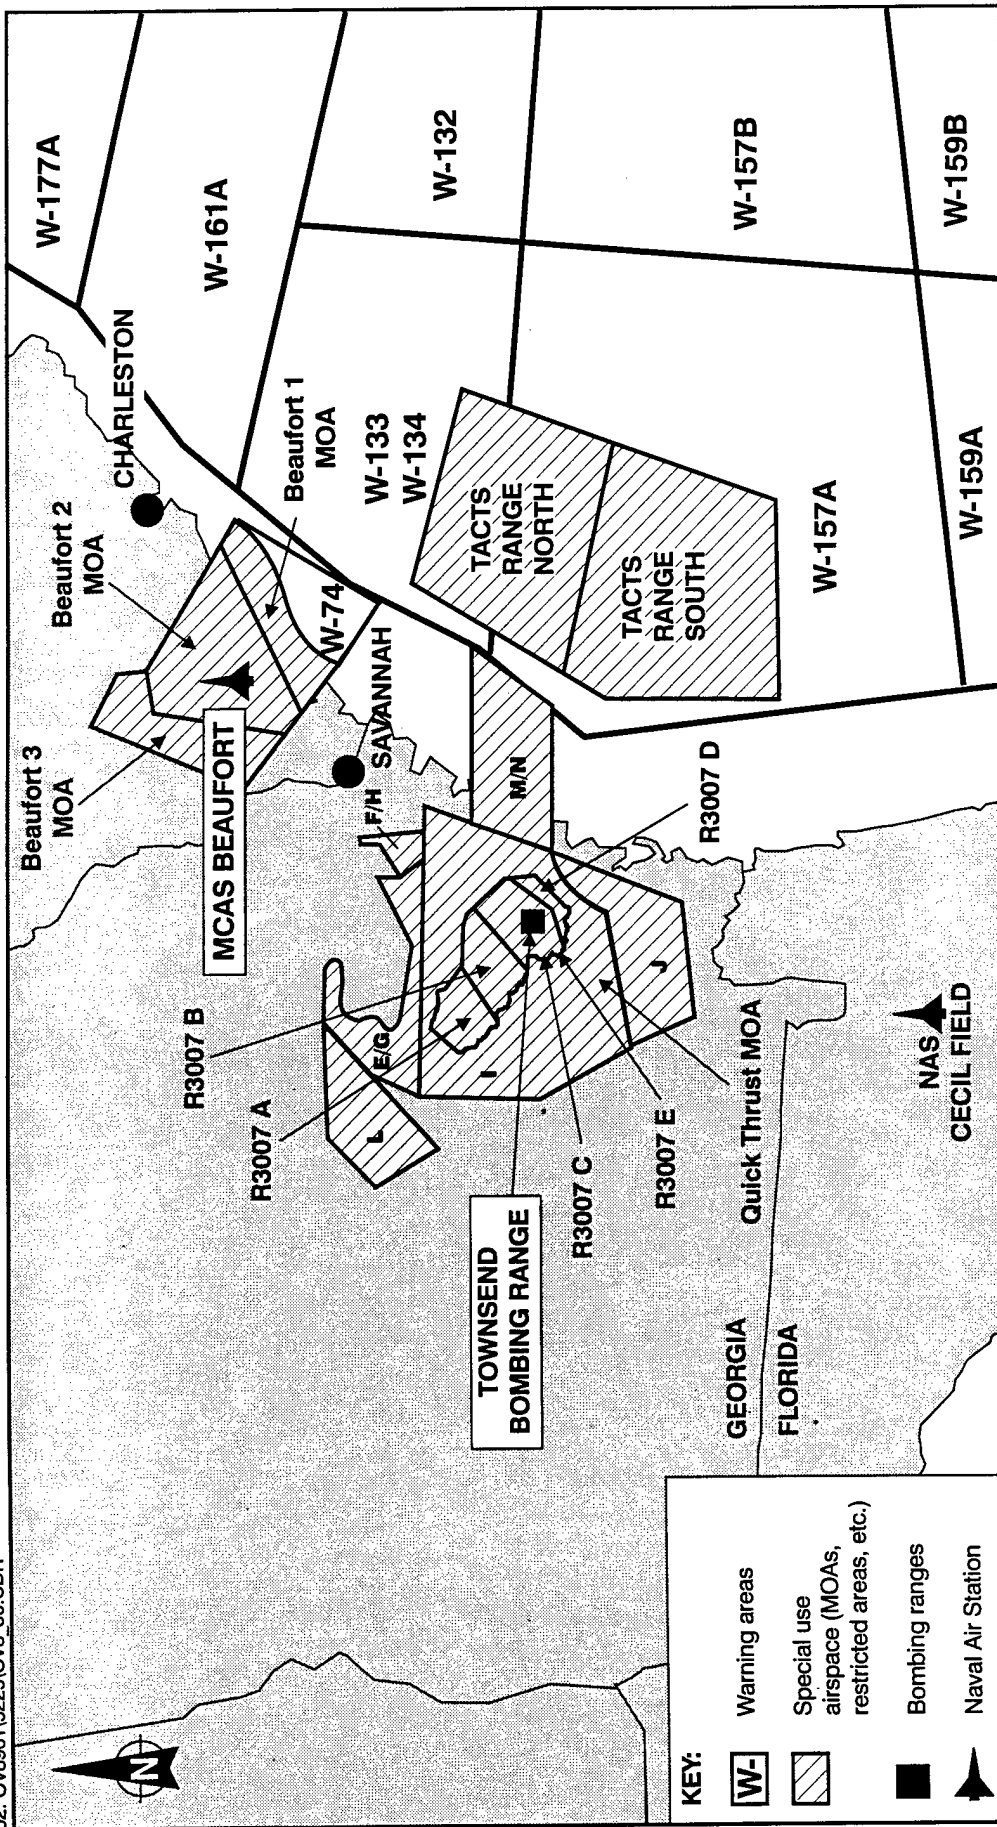 W-177A
W-161A
W-132
W-157B
W-159B
CHARLESTON
Beaufort 2
MOA
Beaufort 1
MOA
W-133
W-134
Beaufort 3
MOA
W-74
MCAS BEAUFORT
SAVANNAH
TACTS
RANGE
NORTH
TACTS
RANGE
SOUTH
W-157A
W-159A
F/H
M/N
R3007 D
R3007 B
E/G
R3007 A
L
I
J
TOWNSEND
BOMBING RANGE
R3007 C
R3007 E
Quick Thrust MOA
NAS
CECIL FIELD
GEORGIA
FLORIDA
N
KEY:
W-
Warning areas
Special use
airspace (MOAs,
restricted areas, etc.)
Bombing ranges
Naval Air Station